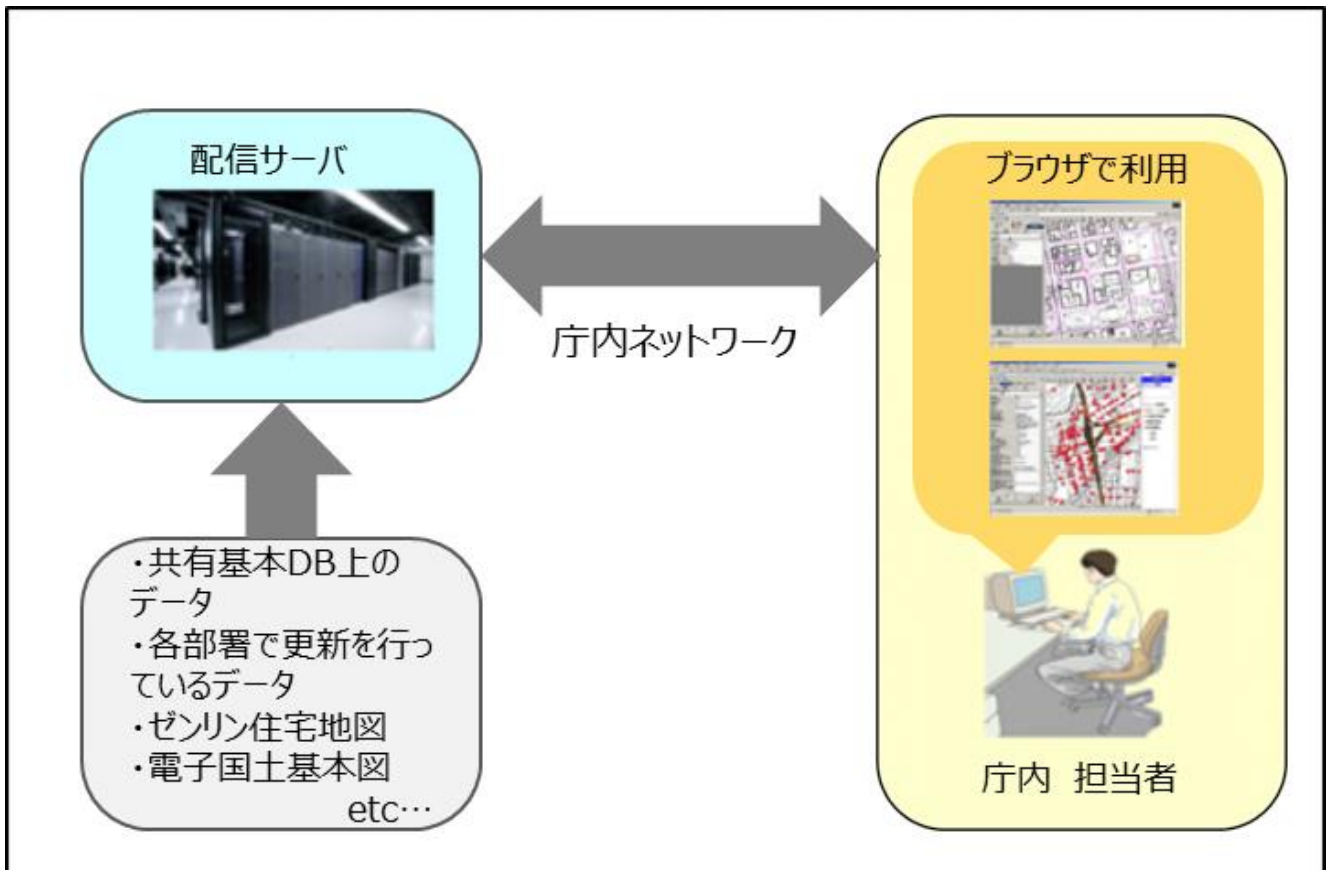 配信サーバ
ブラウザで利用
庁内ネットワーク
・共有基本DB上の
データ
・各部署で更新を行っ
ているデータ
・ゼンリン住宅地図
・電子国土基本図
etc…
庁内 担当者